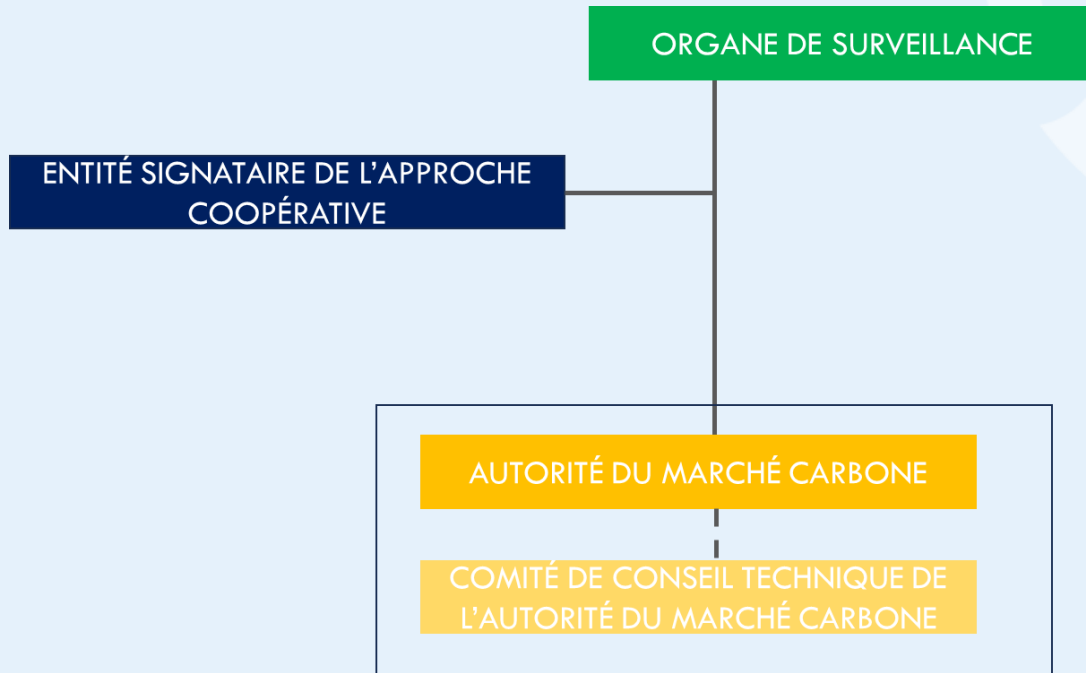 ORGANE DE SURVEILLANCE
ENTITÉ SIGNATAIRE DE L’APPROCHE
COOPÉRATIVE
AUTORITÉ DU MARCHÉ CARBONE
COMITÉ DE CONSEIL TECHNIQUE DE
L’AUTORITÉ DU MARCHÉ CARBONE